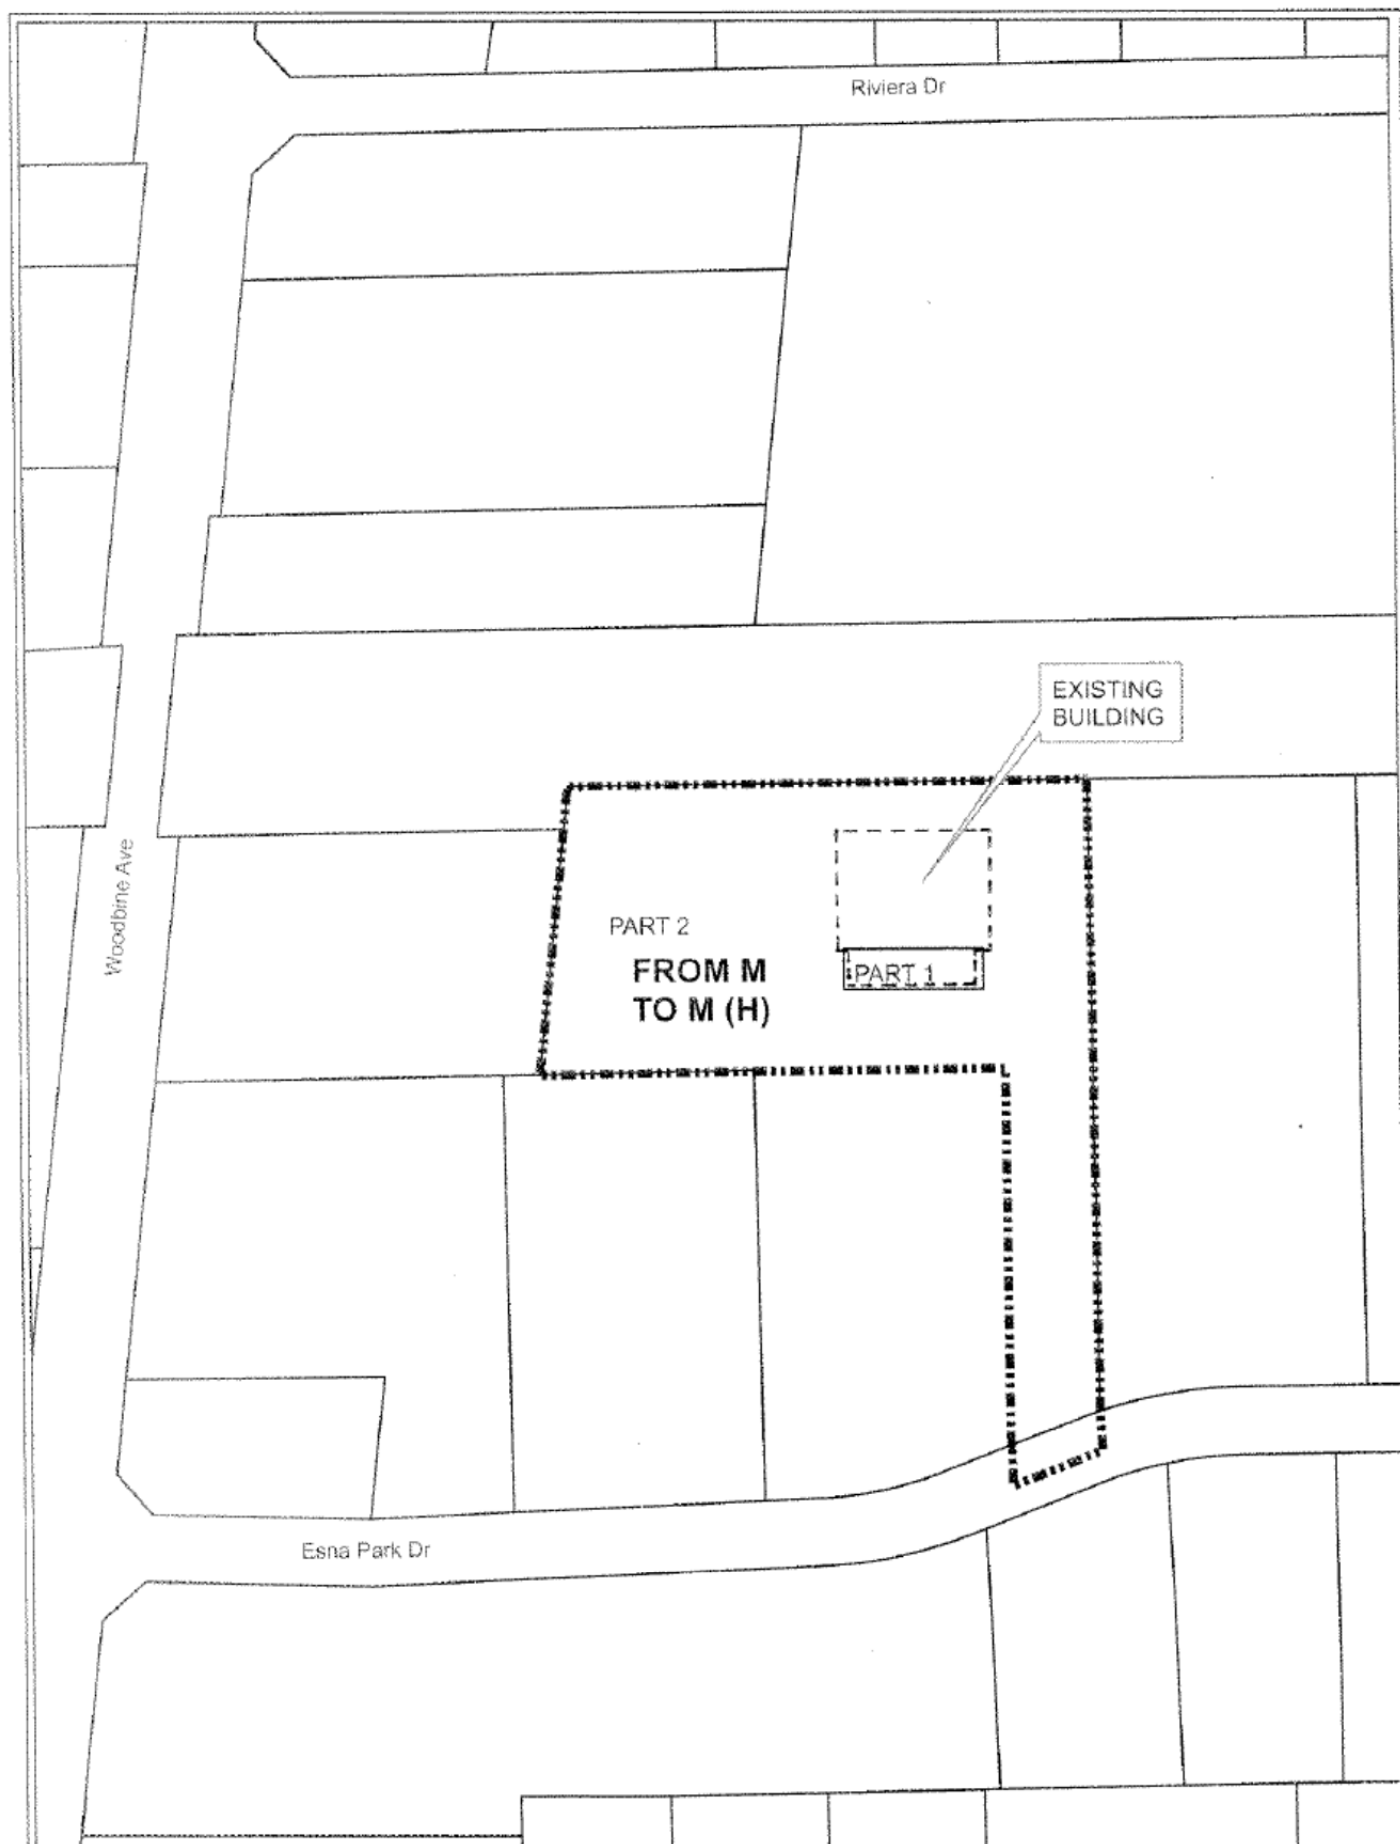 Riviera Dr
EXISTING
BUILDING
Woodbine Ave
PART 2
FROM M
TO M (H)
PART 1
Esna Park Dr